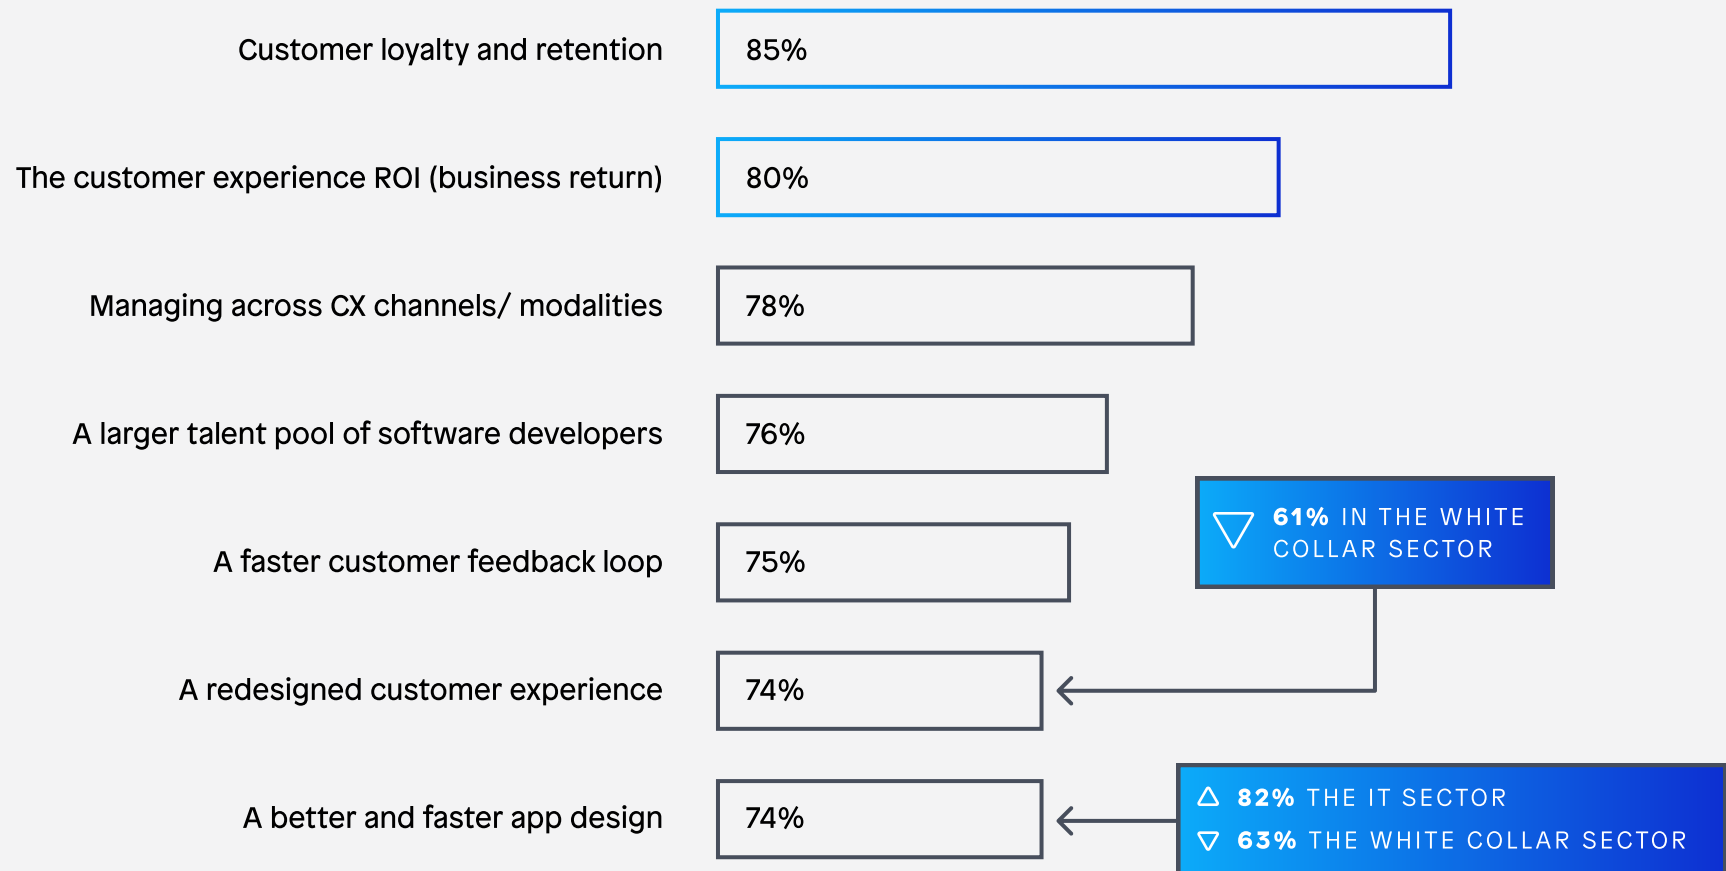 Customer loyalty and retention
85%
The customer experience ROI (business return)
80%
Managing across CX channels/ modalities
78%
A larger talent pool of software developers
76%
A faster customer feedback loop
75%
61% IN THE WHITE
COLLAR SECTOR
A redesigned customer experience
74%
A better and faster app design
74%
82% THE IT SECTOR
63% THE WHITE COLLAR SECTOR